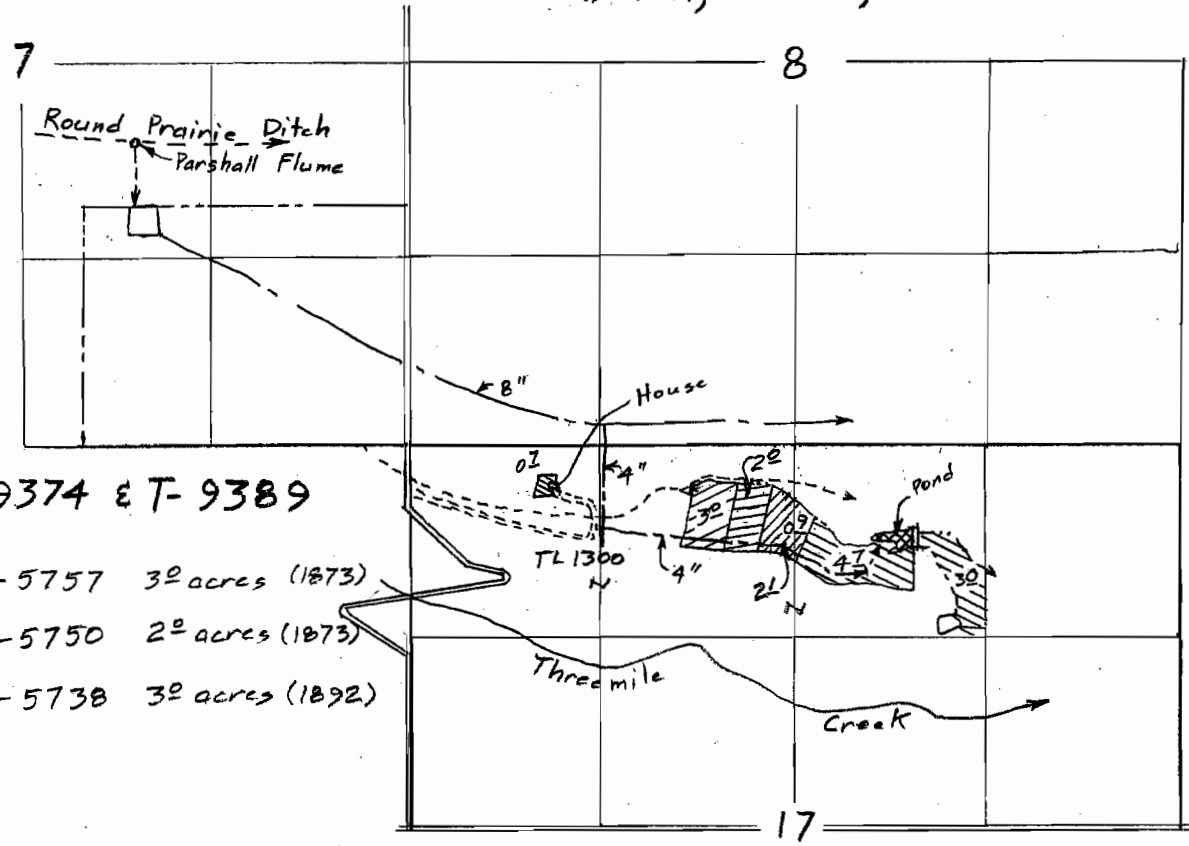 7
8
Round Prairie Ditch
Parshall Flume
8"
House
0 1
4"
2 0
Pond
9374 & T-9389
3 0
0 9
TL 1300
4"
2 1
4 7
3 0
-5757 3 0 acres (1873)
-5750 2 0 acres (1873)
-5738 3 0 acres (1892)
Threemile
Creek
17